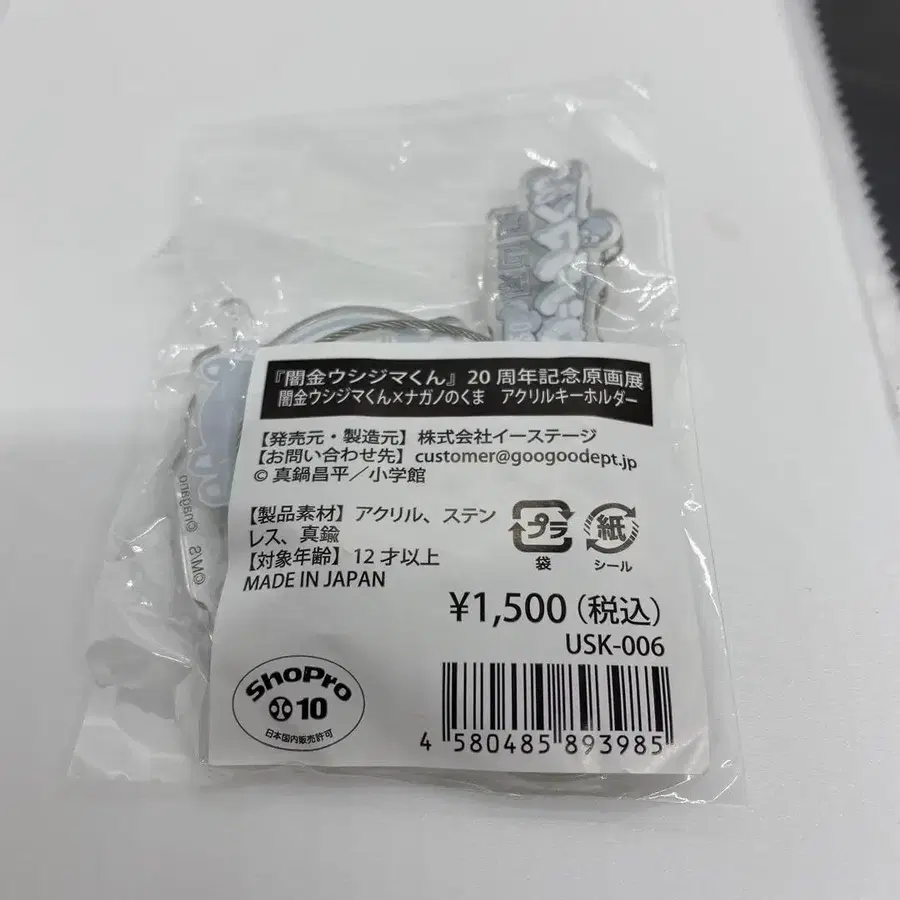 『闇金ウシジマくん』20周年記念原画展
闇金ウシジマくん×ナガノのくま アクリルキーホルダー
【発売元・製造元】株式会社イーステージ
【お問い合わせ先】customer@googoodept.jp
© 真鍋昌平／小学館
【製品素材】アクリル、ステン
レス、真鍮
【対象年齢】12才以上
MADE IN JAPAN
プラ
袋
紙
シール
¥1,500（税込）
USK-006
ShoPro
10
日本国内販売許可
4 580485 893985
©nagano
©M/S